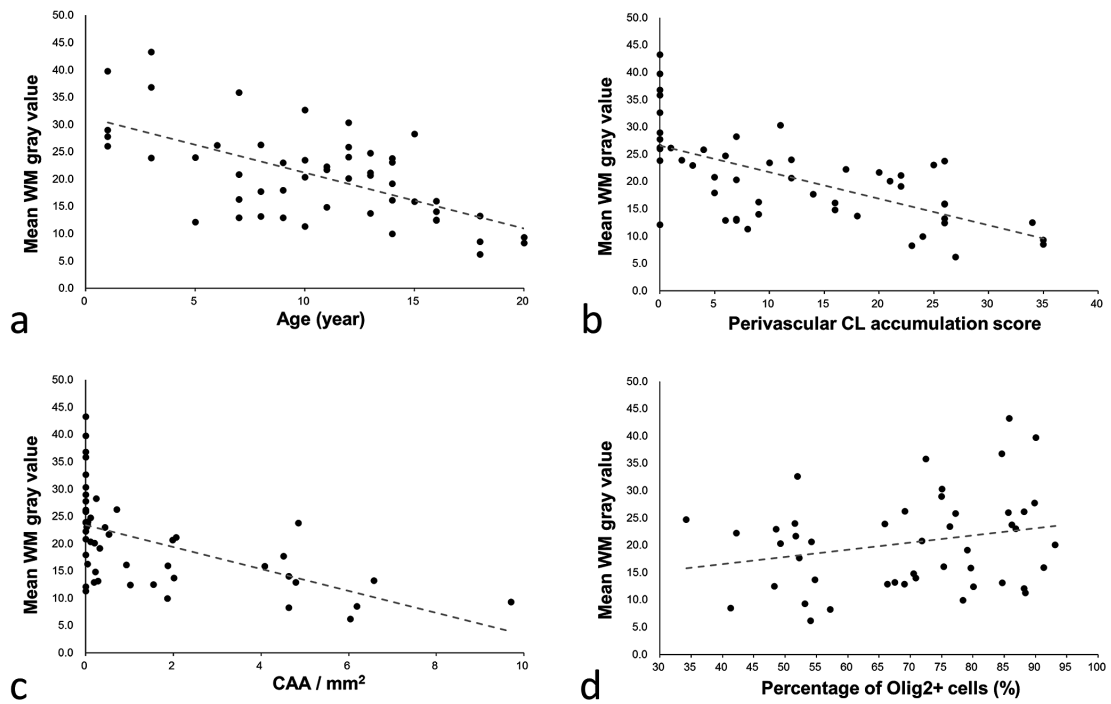 50.0
45.0
40.0
35.0
30.0
25.0
20.0
15.0
10.0
5.0
0.0
Mean WM gray value
0 5 10 15 20
Age (year)
a
50.0
45.0
40.0
35.0
30.0
25.0
20.0
15.0
10.0
5.0
0.0
Mean WM gray value
0 5 10 15 20 25 30 35 40
Perivascular CL accumulation score
b
50.0
45.0
40.0
35.0
30.0
25.0
20.0
15.0
10.0
5.0
0.0
Mean WM gray value
0 2 4 6 8 10
CAA / mm²
c
50.0
45.0
40.0
35.0
30.0
25.0
20.0
15.0
10.0
5.0
0.0
Mean WM gray value
30 35 40 45 50 55 60 65 70 75 80 85 90 95 100
Percentage of Olig2+ cells (%)
d